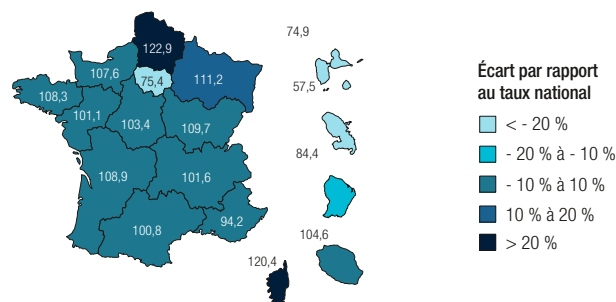 74,9
122,9
107,6
75,4
111,2
57,5
108,3
101,1
103,4
109,7
84,4
108,9
101,6
94,2
100,8
104,6
120,4
Écart par rapport
au taux national
< - 20 %
- 20 % à - 10 %
- 10 % à 10 %
10 % à 20 %
> 20 %